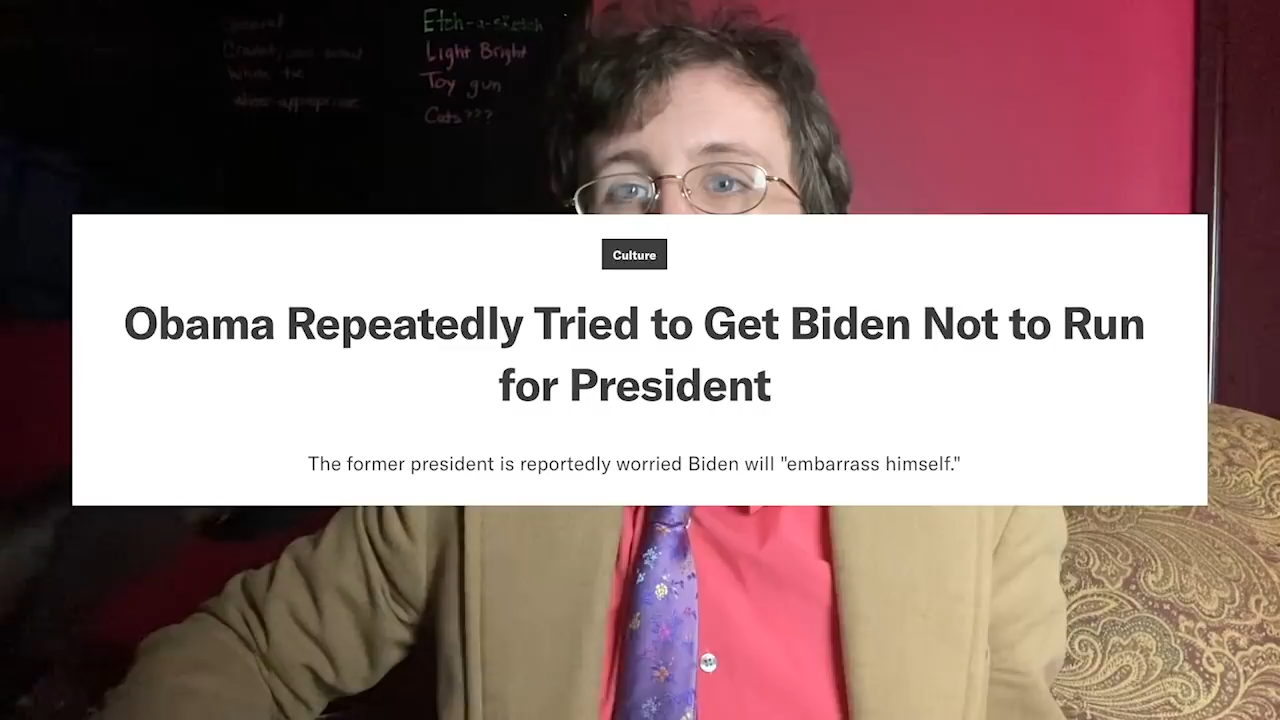 General
Etch-a-sketch
Light Bright
Toy gun
Cats???
Culture
Obama Repeatedly Tried to Get Biden Not to Run
for President
The former president is reportedly worried Biden will "embarrass himself."